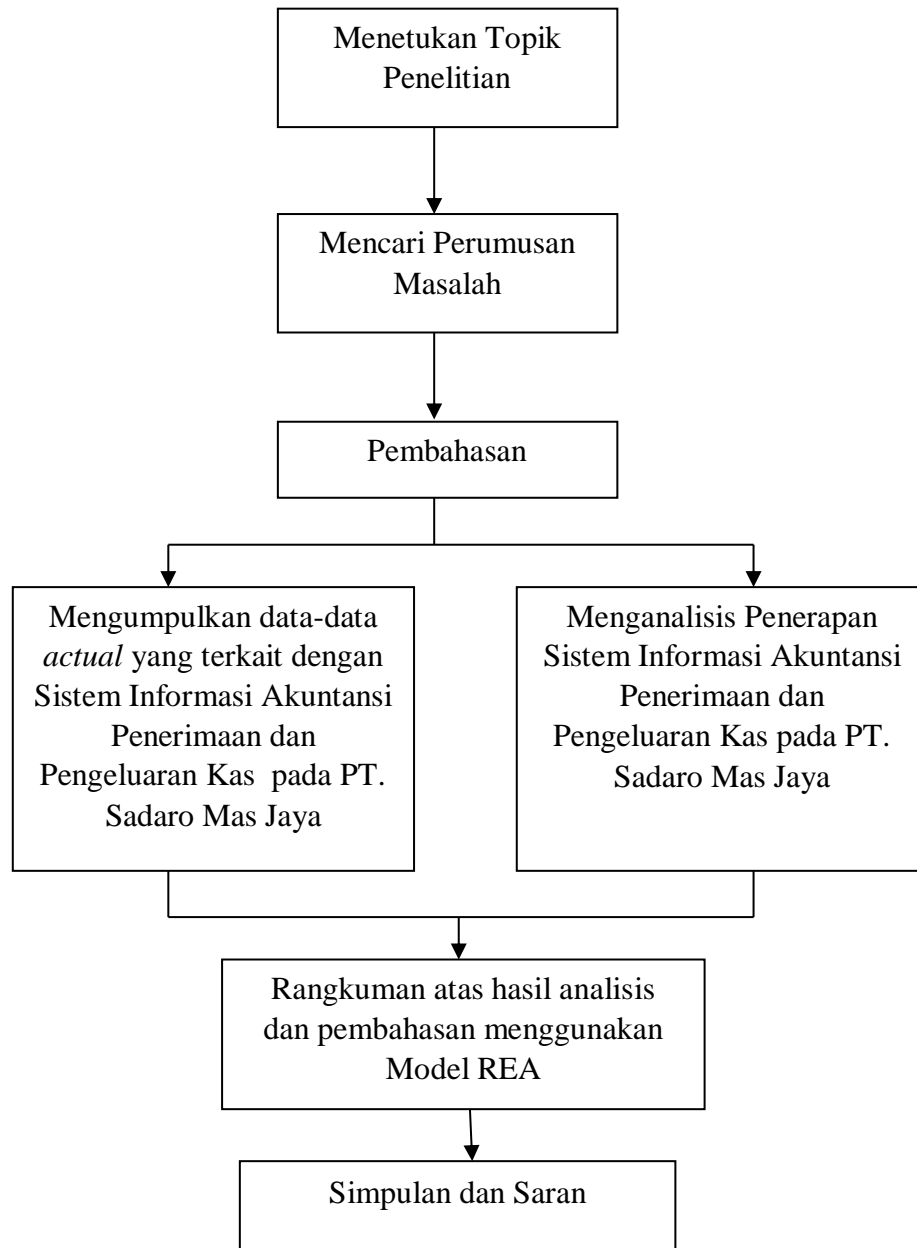 Menetukan Topik
Penelitian
Mencari Perumusan
Masalah
Pembahasan
Mengumpulkan data-data
actual yang terkait dengan
Sistem Informasi Akuntansi
Penerimaan dan
Pengeluaran Kas pada PT.
Sadaro Mas Jaya
Menganalisis Penerapan
Sistem Informasi Akuntansi
Penerimaan dan
Pengeluaran Kas pada PT.
Sadaro Mas Jaya
Rangkuman atas hasil analisis
dan pembahasan menggunakan
Model REA
Simpulan dan Saran